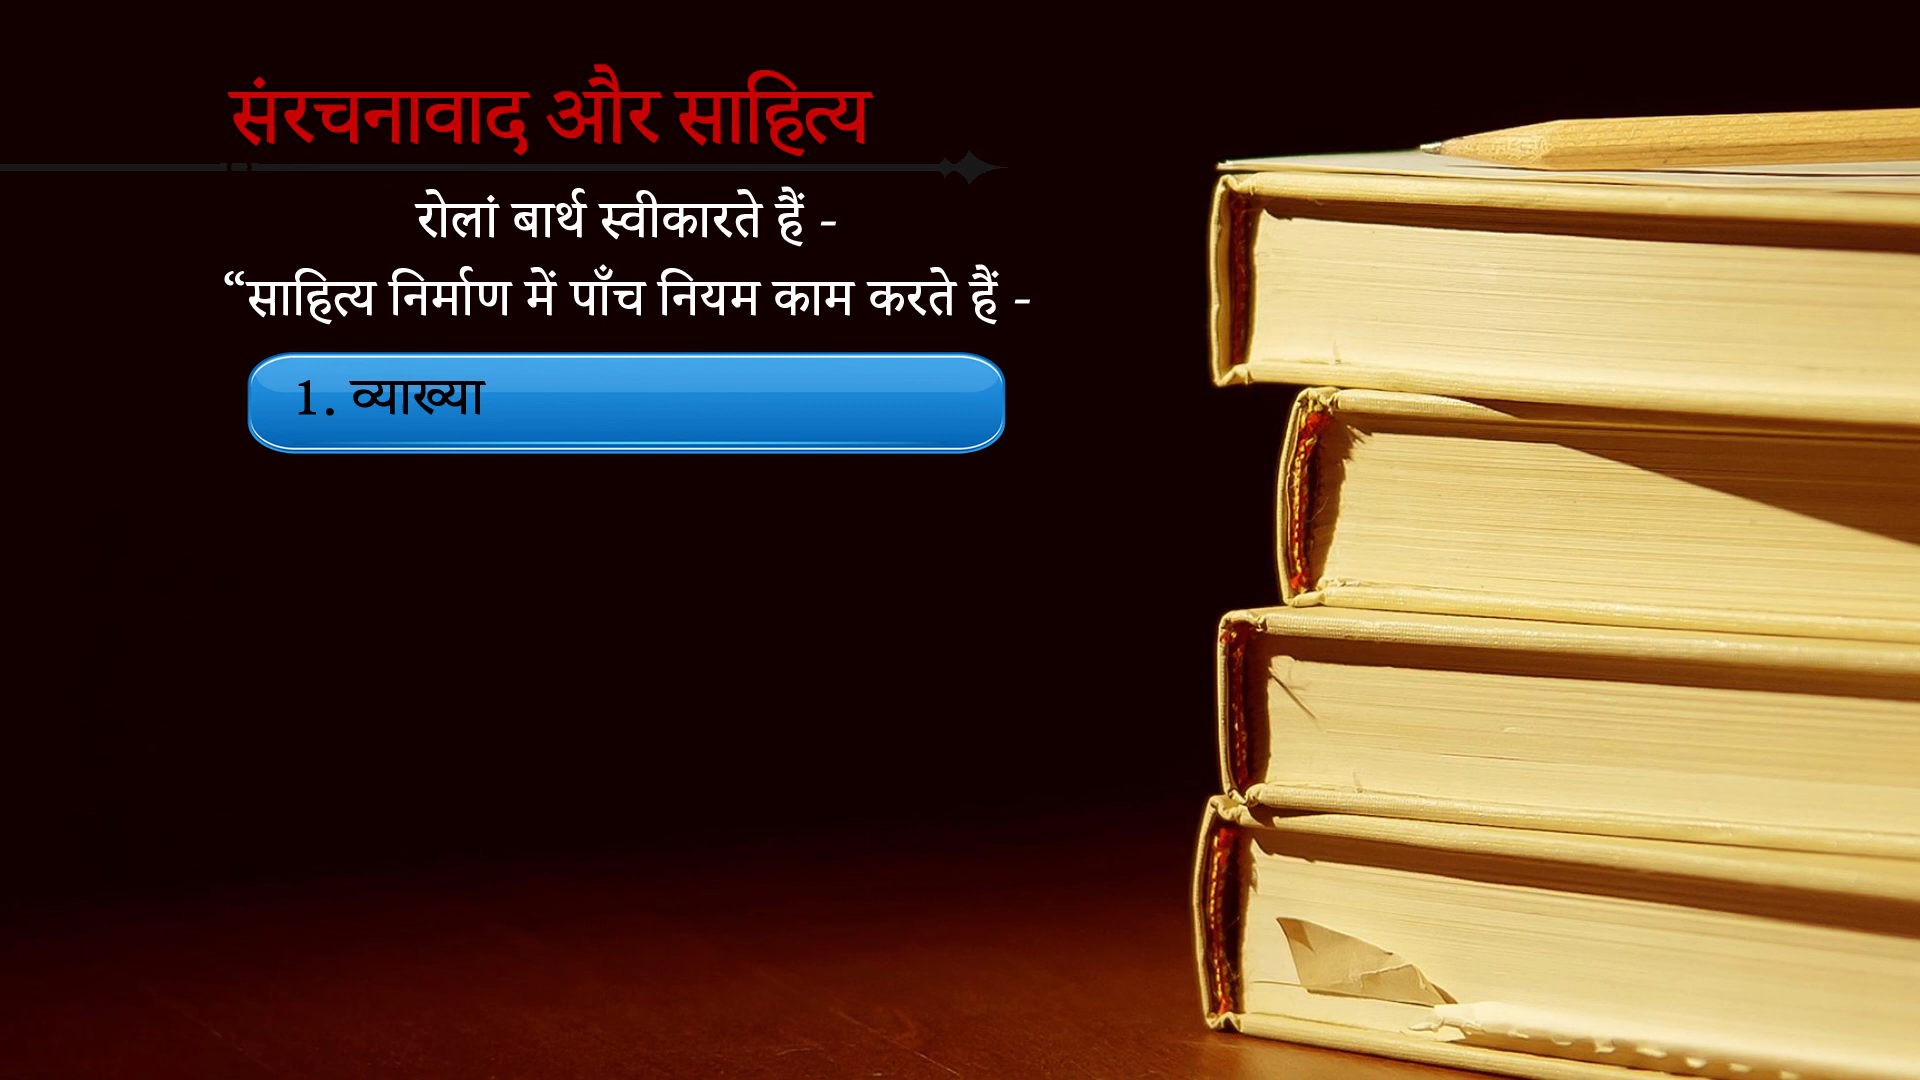 संरचनावाद और साहित्य
रोलां बार्थ स्वीकारते हैं -
“साहित्य निर्माण में पाँच नियम काम करते हैं -
1. व्याख्या